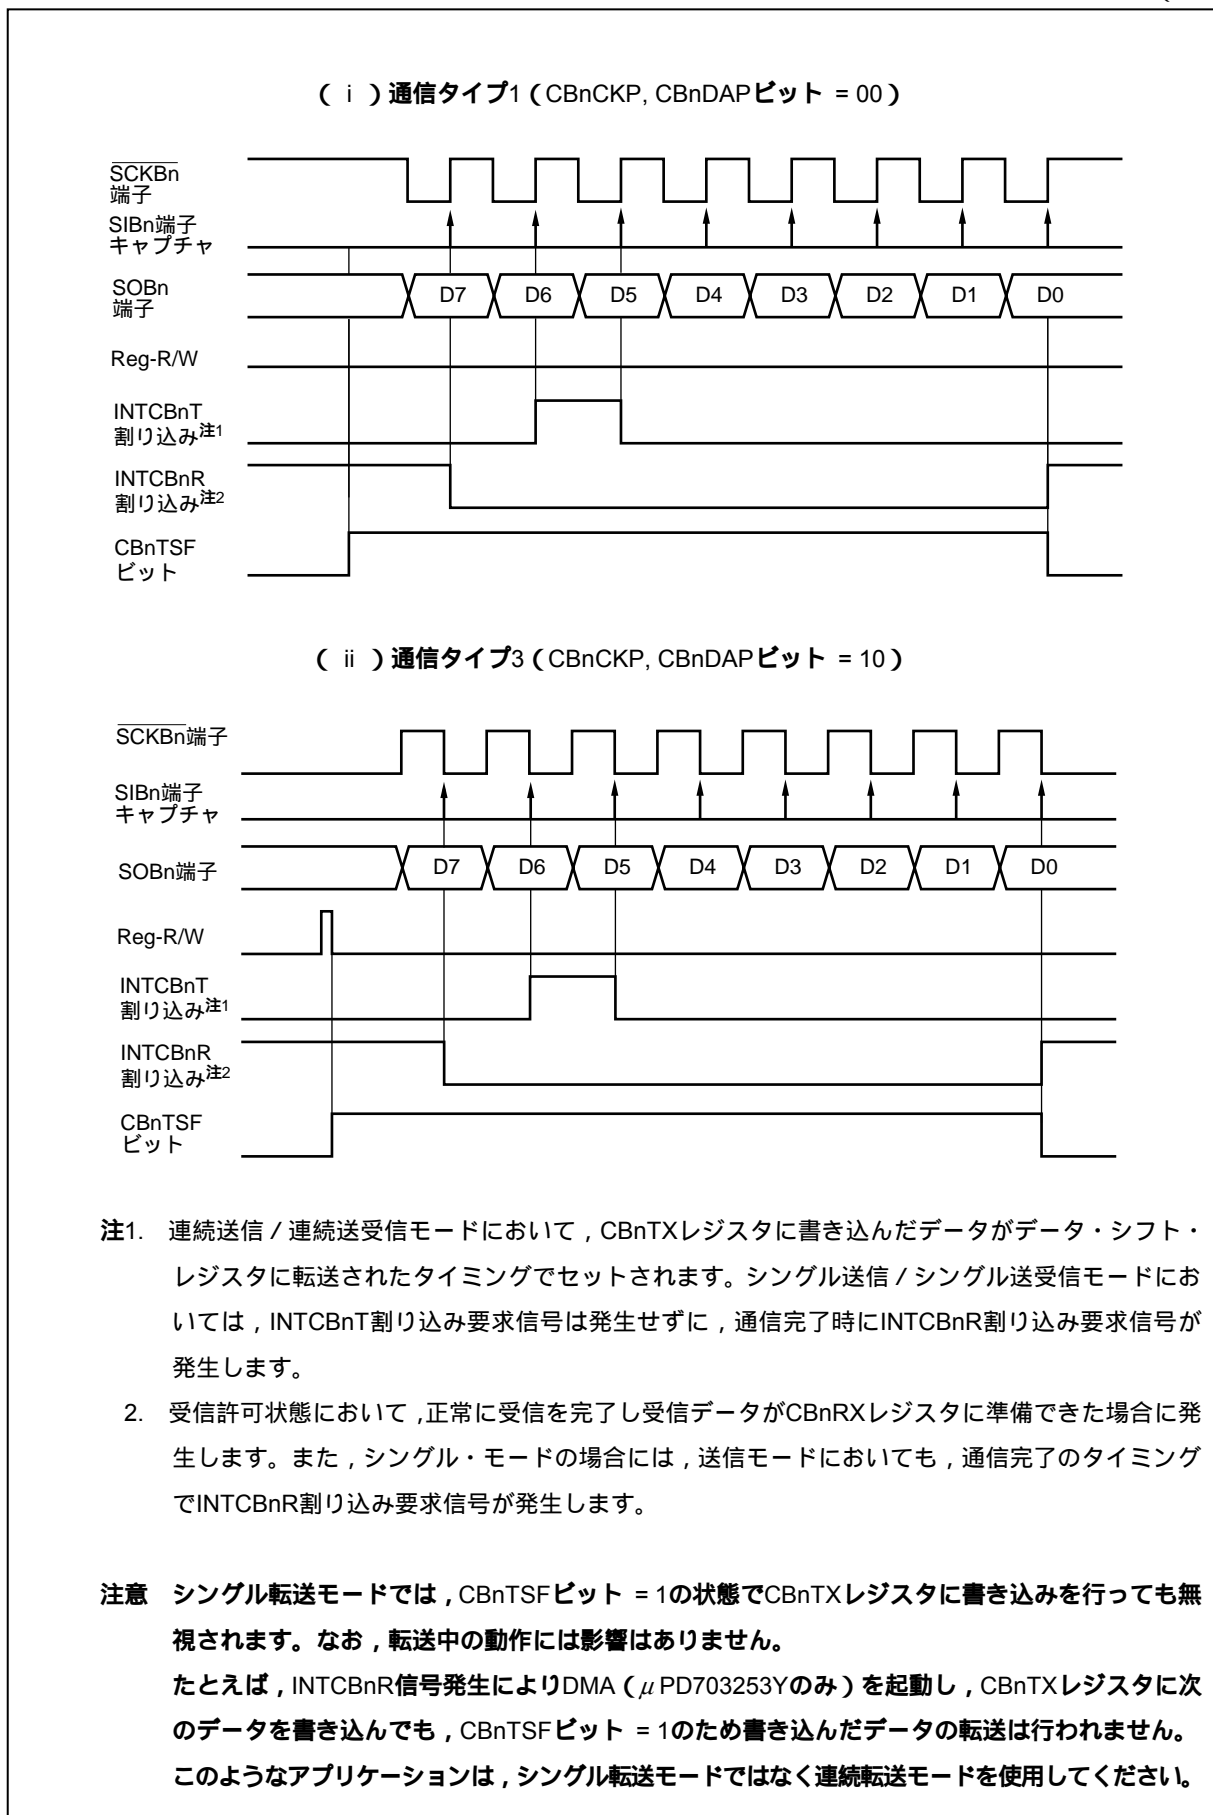 ( i )通信タイプ1(CBnCKP, CBnDAPビット = 00)
SCKBn
端子
SIBn端子
キャプチャ
SOBn
端子
D7 D6 D5 D4 D3 D2 D1 D0
Reg-R/W
INTCBnT
割り込み注1
INTCBnR
割り込み注2
CBnTSF
ビット
( ii )通信タイプ3(CBnCKP, CBnDAPビット = 10)
SCKBn端子
SIBn端子
キャプチャ
SOBn端子
D7 D6 D5 D4 D3 D2 D1 D0
Reg-R/W
INTCBnT
割り込み注1
INTCBnR
割り込み注2
CBnTSF
ビット
注1. 連続送信/連続送受信モードにおいて,CBnTXレジスタに書き込んだデータがデータ・シフト・
レジスタに転送されたタイミングでセットされます。シングル送信/シングル送受信モードにお
いては,INTCBnT割り込み要求信号は発生せずに,通信完了時にINTCBnR割り込み要求信号が
発生します。
2. 受信許可状態において,正常に受信を完了し受信データがCBnRXレジスタに準備できた場合に発
生します。また,シングル・モードの場合には,送信モードにおいても,通信完了のタイミング
でINTCBnR割り込み要求信号が発生します。
注意 シングル転送モードでは,CBnTSFビット = 1の状態でCBnTXレジスタに書き込みを行っても無
視されます。なお,転送中の動作には影響はありません。
たとえば,INTCBnR信号発生によりDMA(μPD703253Yのみ)を起動し,CBnTXレジスタに次
のデータを書き込んでも,CBnTSFビット = 1のため書き込んだデータの転送は行われません。
このようなアプリケーションは,シングル転送モードではなく連続転送モードを使用してください。